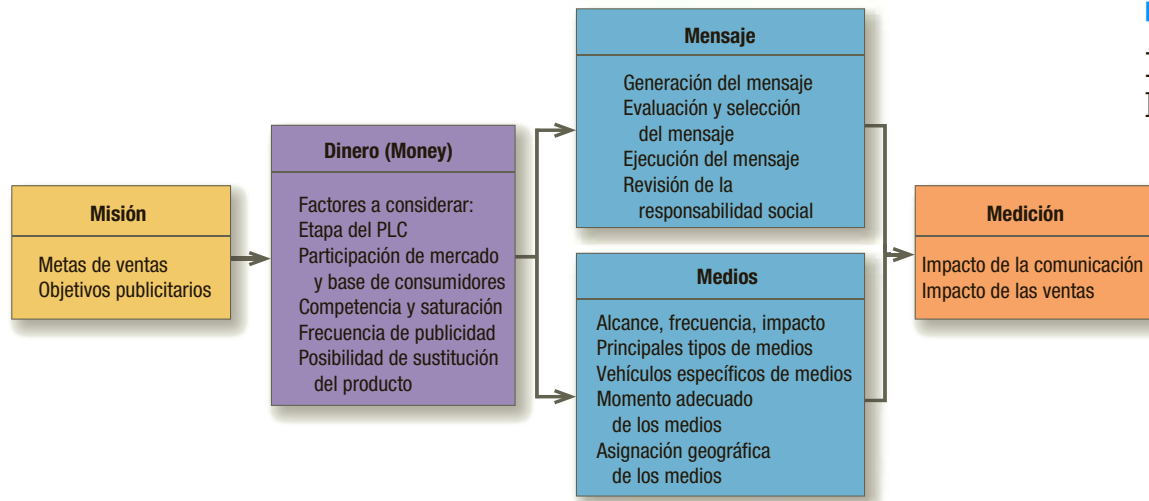 Misión
Metas de ventas
Objetivos publicitarios
Dinero (Money)
Factores a considerar:
Etapa del PLC
Participación de mercado
y base de consumidores
Competencia y saturación
Frecuencia de publicidad
Posibilidad de sustitución
del producto
Mensaje
Generación del mensaje
Evaluación y selección
del mensaje
Ejecución del mensaje
Revisión de la
responsabilidad social
Medios
Alcance, frecuencia, impacto
Principales tipos de medios
Vehículos específicos de medios
Momento adecuado
de los medios
Asignación geográfica
de los medios
Medición
Impacto de la comunicación
Impacto de las ventas